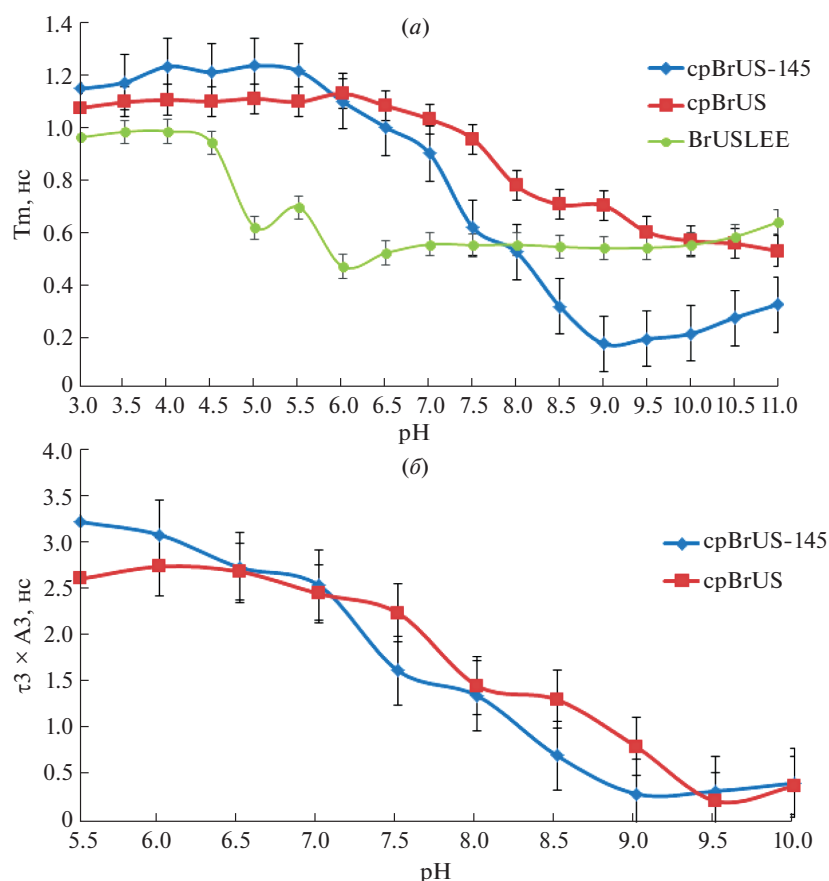 (а)
1.4
1.2
1.0
0.8
0.6
0.4
0.2
0
Tm, нс
cpBrUS-145
cpBrUS
BrUSLEE
3.0 3.5 4.0 4.5 5.0 5.5 6.0 6.5 7.0 7.5 8.0 8.5 9.0 9.5 10.0 10.5 11.0
pH
(б)
4.0
3.5
3.0
2.5
2.0
1.5
1.0
0.5
0
τ3 × A3, нс
cpBrUS-145
cpBrUS
5.5 6.0 6.5 7.0 7.5 8.0 8.5 9.0 9.5 10.0
pH